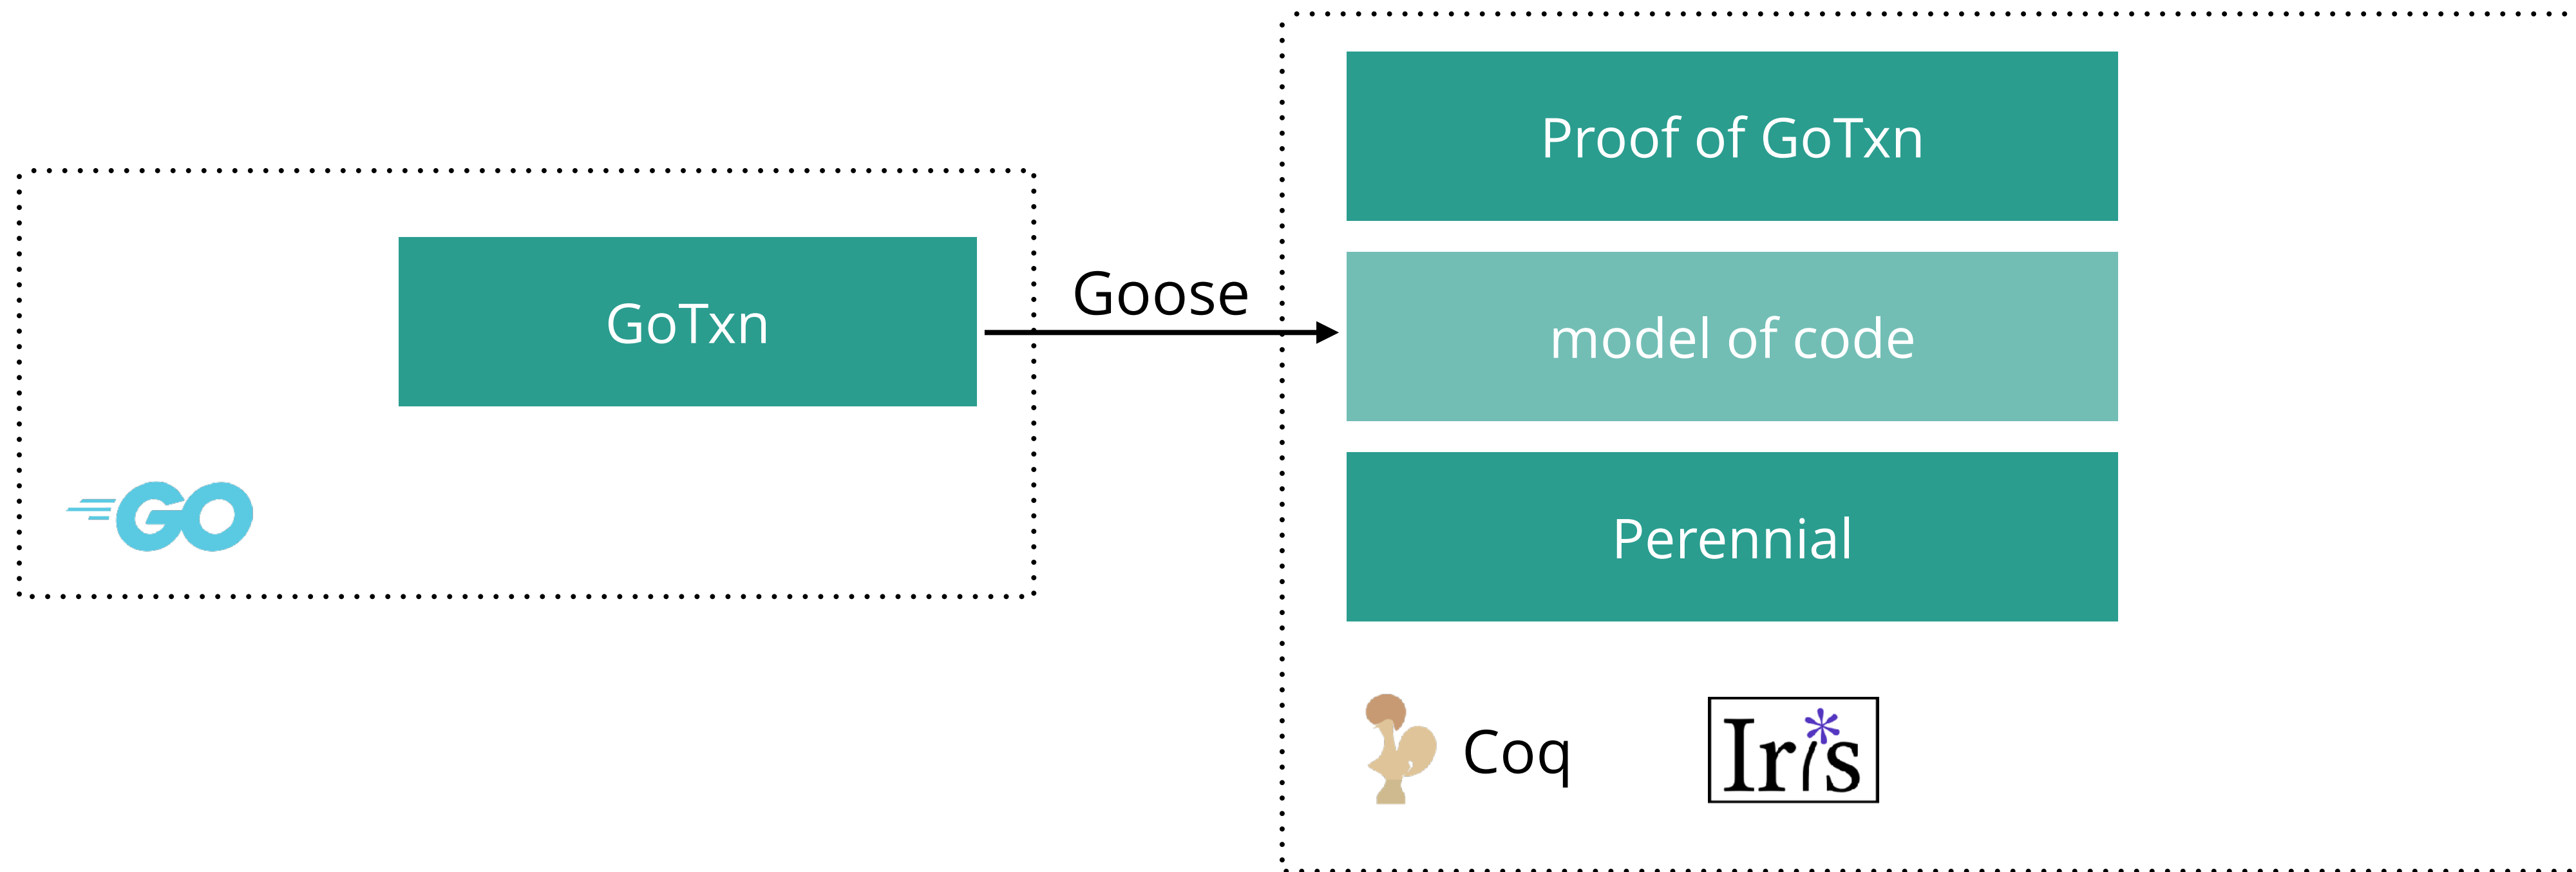 GoTxn
GO
Goose
Proof of GoTxn
model of code
Perennial
Coq
Iris